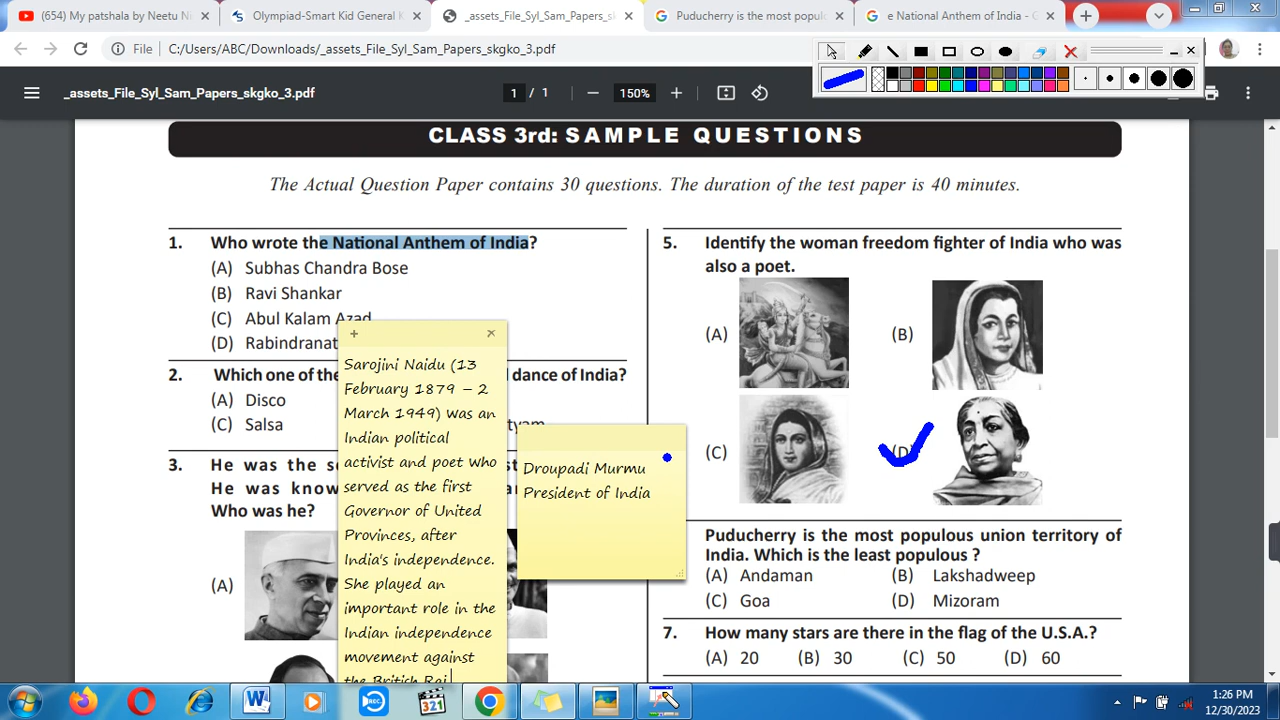 (654) My patshala by Neetu Ni
Olympiad-Smart Kid General K
_assets_File_Syl_Sam_Papers_sk
Puducherry is the most popul
e National Anthem of India - G
File
C:/Users/ABC/Downloads/_assets_File_Syl_Sam_Papers_skgko_3.pdf
_assets_File_Syl_Sam_Papers_skgko_3.pdf
1 / 1
150%
CLASS 3rd: SAMPLE QUESTIONS
The Actual Question Paper contains 30 questions. The duration of the test paper is 40 minutes.
1. Who wrote the National Anthem of India?
(A) Subhas Chandra Bose
(B) Ravi Shankar
(C) Abul Kalam Azad
(D) Rabindranat
2. Which one of the
dance of India?
(A) Disco
(C) Salsa
tyam
3. He was the s
He was know
Who was he?
(A)
Sarojini Naidu (13
February 1879 – 2
March 1949) was an
Indian political
activist and poet who
served as the first
Governor of United
Provinces, after
India's independence.
She played an
important role in the
Indian independence
movement against
the British Raj
Droupadi Murmu
President of India
5. Identify the woman freedom fighter of India who was
also a poet.
(A)
(B)
(C)
(D)
Puducherry is the most populous union territory of
India. Which is the least populous ?
(A) Andaman
(B) Lakshadweep
(C) Goa
(D) Mizoram
7. How many stars are there in the flag of the U.S.A.?
(A) 20 (B) 30 (C) 50 (D) 60
REC
321
1:26 PM
12/30/2023